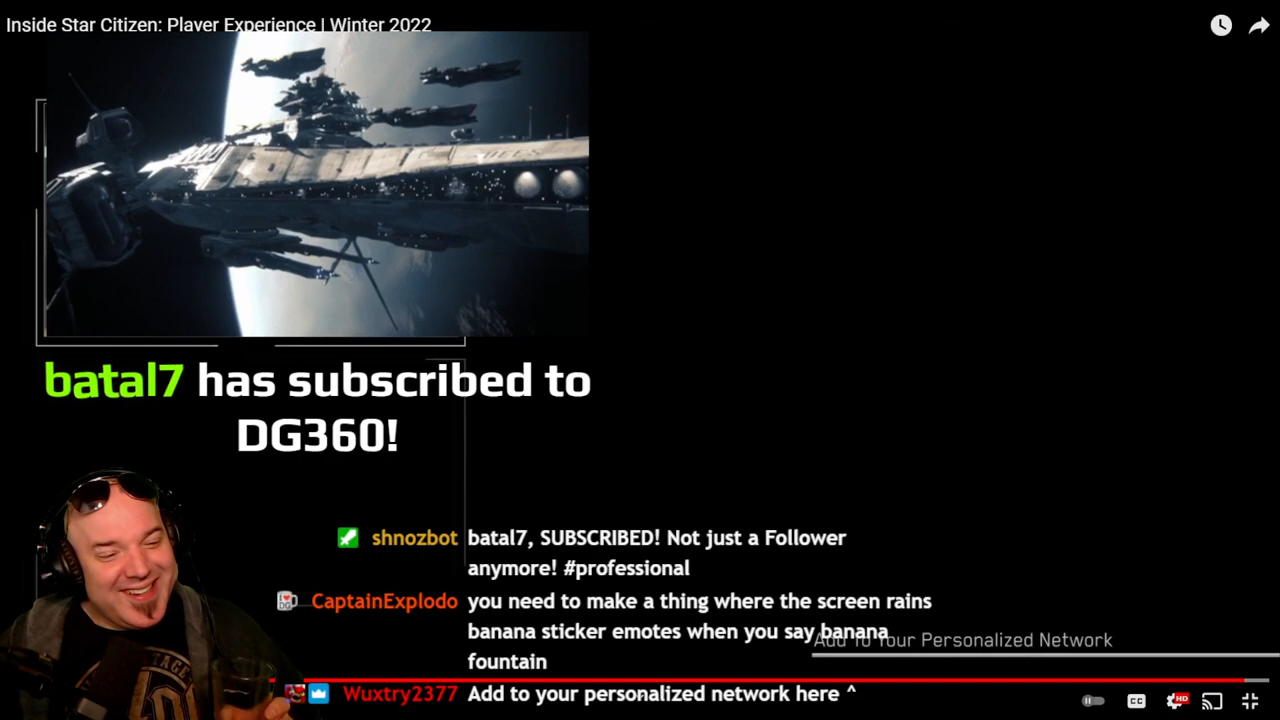 Inside Star Citizen: Player Experience | Winter 2022
batal7 has subscribed to
DG360!
shnozbot batal7, SUBSCRIBED! Not just a Follower
anymore! #professional
CaptainExplodo you need to make a thing where the screen rains
banana sticker emotes when you say banana
fountain
Add To Your Personalized Network
Wuxtry2377 Add to your personalized network here ^
CC
HD